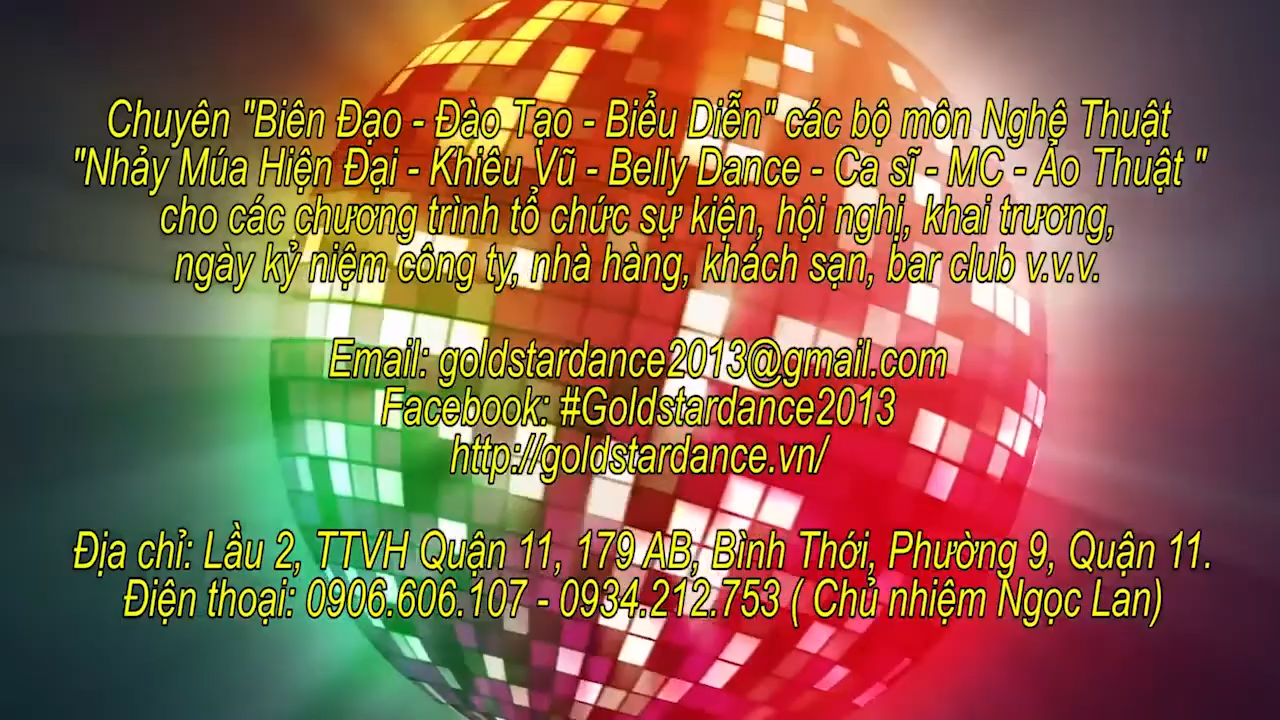 Chuyên "Biên Đạo - Đào Tạo - Biểu Diễn" các bộ môn Nghệ Thuật
"Nhảy Múa Hiện Đại - Khiêu Vũ - Belly Dance - Ca sĩ - MC - Ảo Thuật "
cho các chương trình tổ chức sự kiện, hội nghị, khai trương,
ngày kỷ niệm công ty, nhà hàng, khách sạn, bar club v.v.v.
Email: goldstardance2013@gmail.com
Facebook: #Goldstardance2013
http://goldstardance.vn/
Địa chỉ: Lầu 2, TTVH Quận 11, 179 AB, Bình Thới, Phường 9, Quận 11.
Điện thoại: 0906.606.107 - 0934.212.753 ( Chủ nhiệm Ngọc Lan)